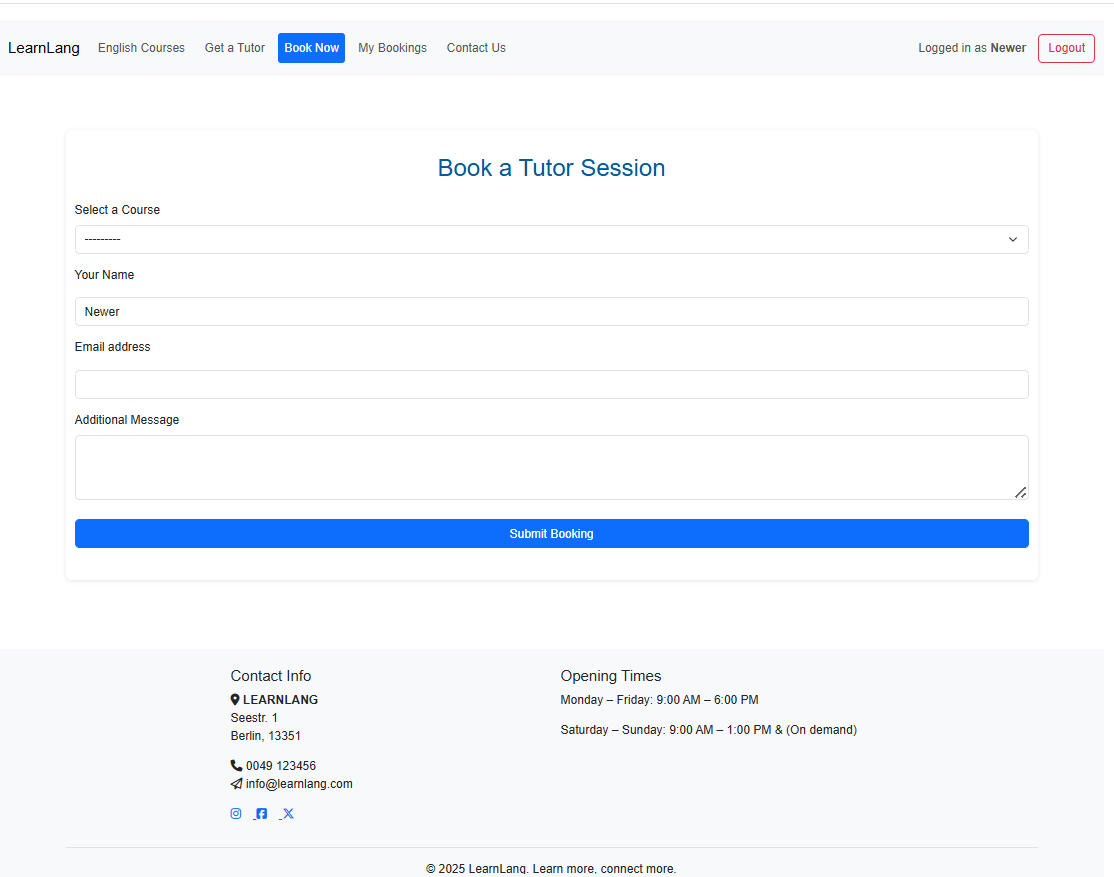 LearnLang English Courses Get a Tutor Book Now My Bookings Contact Us Logged in as Newer Logout
Book a Tutor Session
Select a Course
---------
Your Name
Newer
Email address
Additional Message
Submit Booking
Contact Info
LEARNLANG
Seestr. 1
Berlin, 13351
0049 123456
info@learnlang.com
Opening Times
Monday – Friday: 9:00 AM – 6:00 PM
Saturday – Sunday: 9:00 AM – 1:00 PM & (On demand)
© 2025 LearnLang. Learn more, connect more.